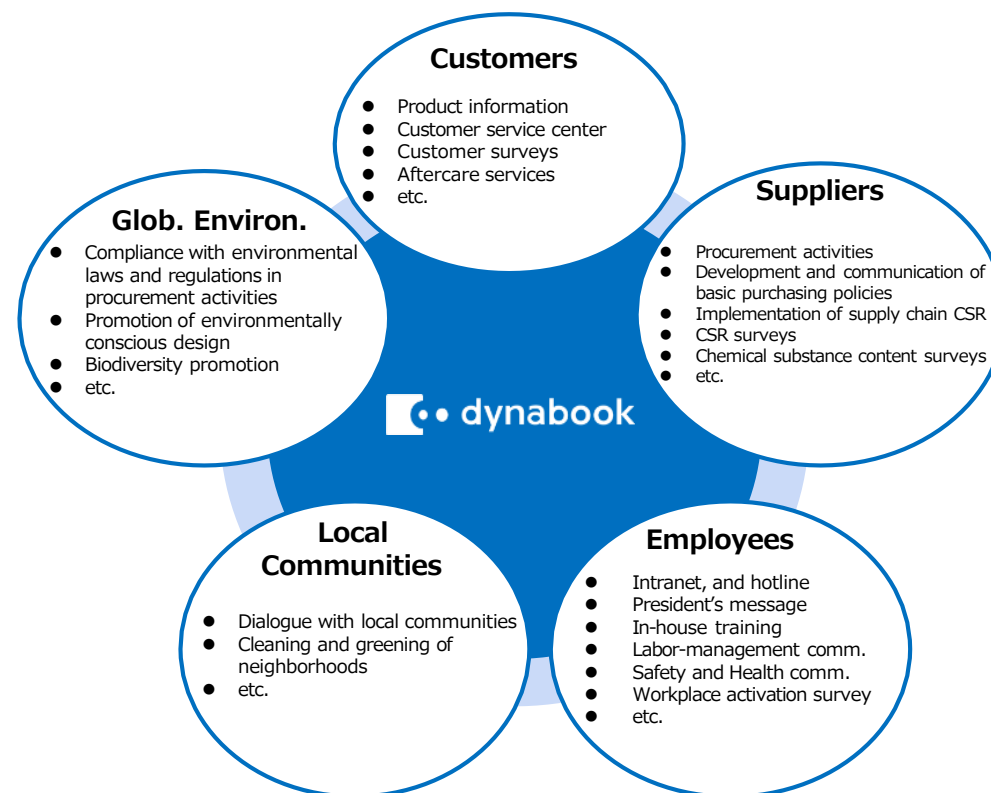 Customers
● Product information
● Customer service center
● Customer surveys
● Aftercare services
● etc.
Suppliers
● Procurement activities
● Development and communication of
basic purchasing policies
● Implementation of supply chain CSR
● CSR surveys
● Chemical substance content surveys
● etc.
Glob. Environ.
● Compliance with environmental
laws and regulations in
procurement activities
● Promotion of environmentally
conscious design
● Biodiversity promotion
● etc.
dynabook
Local
Communities
● Dialogue with local communities
● Cleaning and greening of
neighborhoods
● etc.
Employees
● Intranet, and hotline
● President’s message
● In-house training
● Labor-management comm.
● Safety and Health comm.
● Workplace activation survey
● etc.